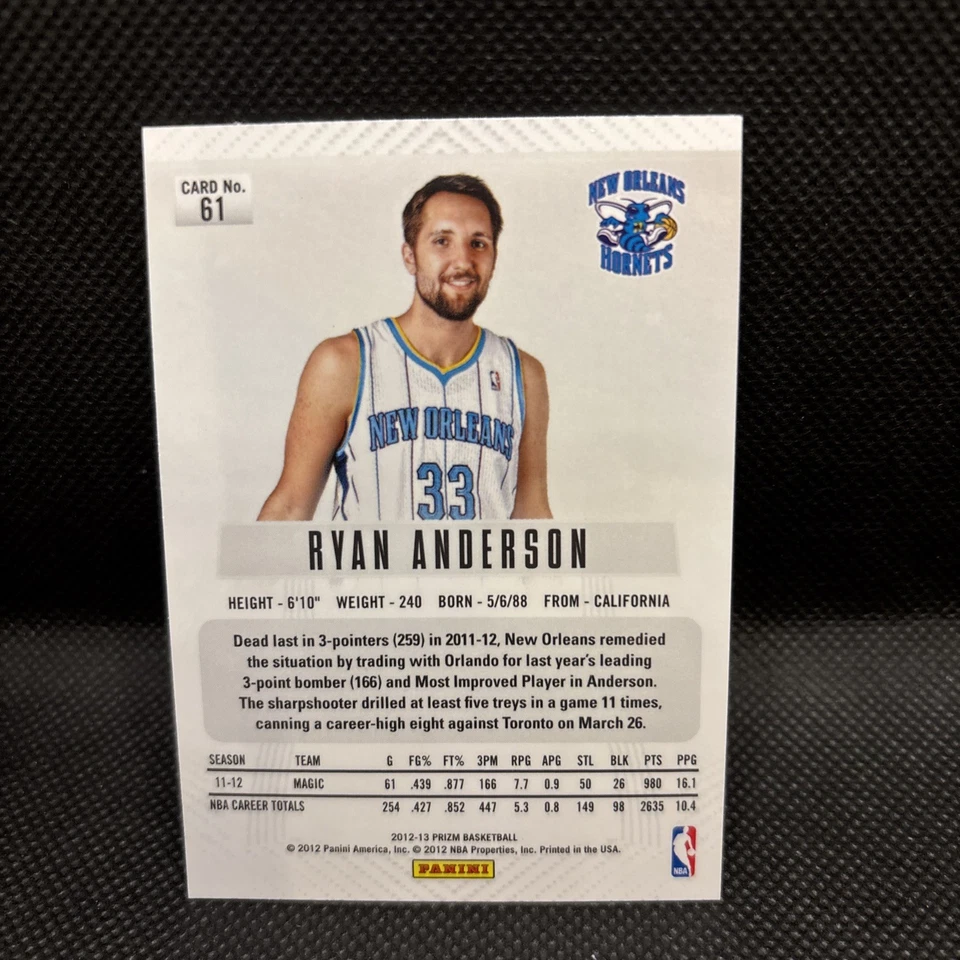 CARD No.
61
NEW ORLEANS
HORNETS
NEW ORLEANS
33
RYAN ANDERSON
HEIGHT - 6'10" WEIGHT - 240 BORN - 5/6/88 FROM - CALIFORNIA
Dead last in 3-pointers (259) in 2011-12, New Orleans remedied
the situation by trading with Orlando for last year's leading
3-point bomber (166) and Most Improved Player in Anderson.
The sharpshooter drilled at least five treys in a game 11 times,
canning a career-high eight against Toronto on March 26.
SEASON TEAM G FG% FT% 3PM RPG APG STL BLK PTS PPG
11-12 MAGIC 61 .439 .877 166 7.7 0.9 50 26 980 16.1
NBA CAREER TOTALS 254 .427 .852 447 5.3 0.8 149 98 2635 10.4
2012-13 PRIZM BASKETBALL
© 2012 Panini America, Inc. © 2012 NBA Properties, Inc. Printed in the USA.
PANINI
NBA